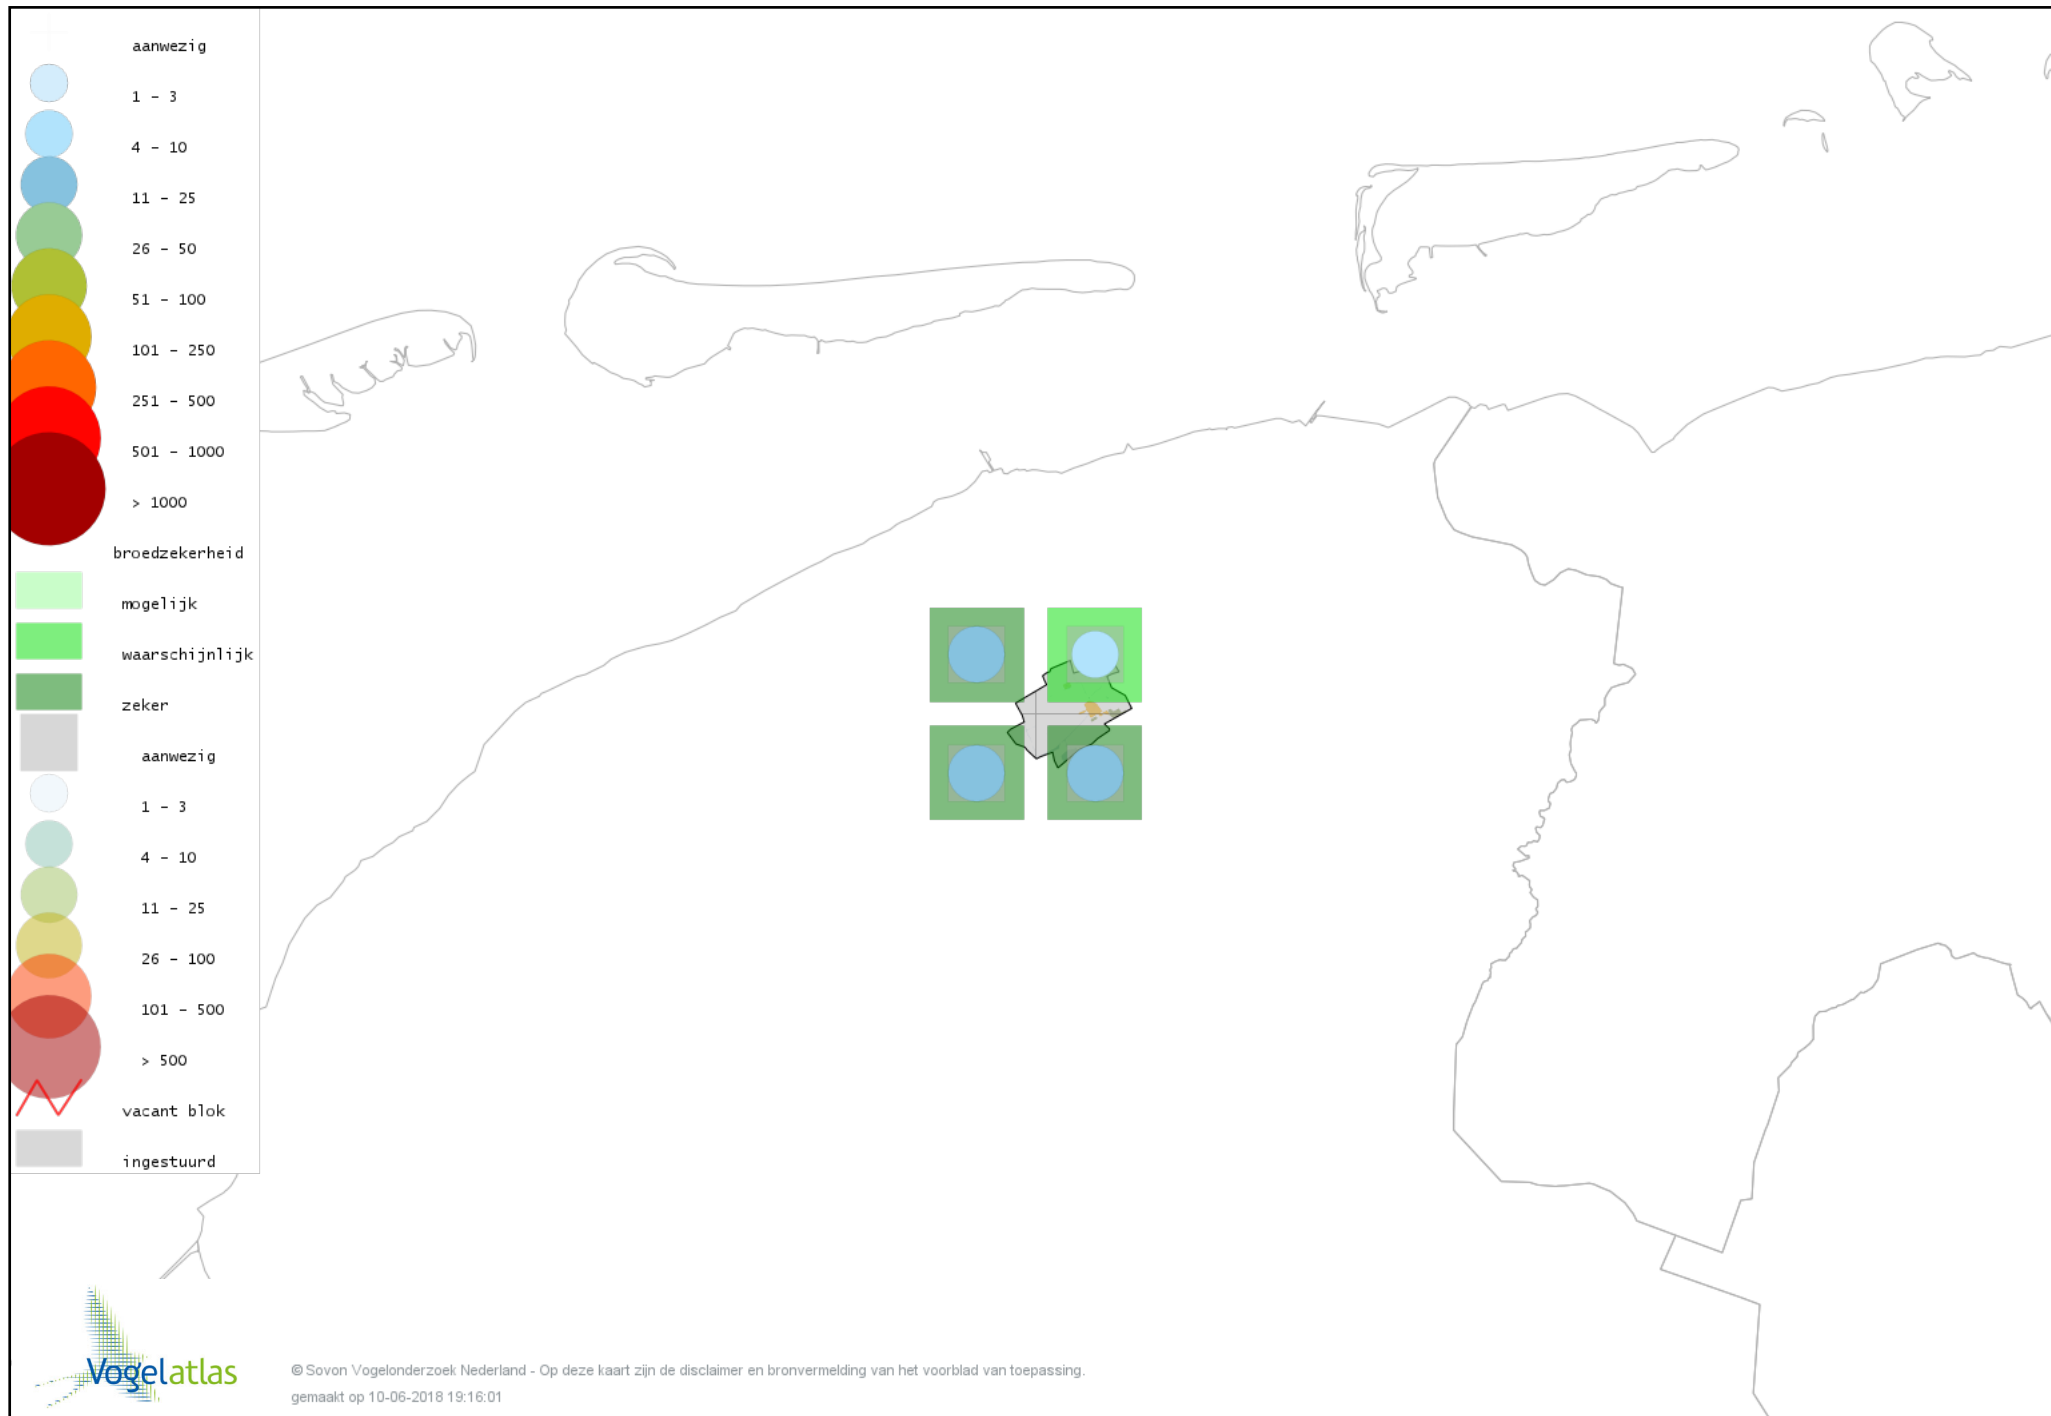 aanwezig
1 - 3
4 - 10
11 - 25
26 - 50
51 - 100
101 - 250
251 - 500
501 - 1000
> 1000
broedzekerheid
mogelijk
waarschijnlijk
zeker
aanwezig
1 - 3
4 - 10
11 - 25
26 - 100
101 - 500
> 500
vacant blok
ingestuurd
Vogelatlas
© Sovon Vogelonderzoek Nederland - Op deze kaart zijn de disclaimer en bronvermelding van het voorblad van toepassing.
gemaakt op 10-06-2018 19:16:01